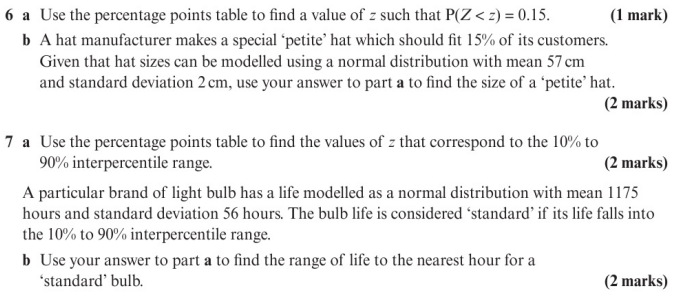 6 a Use the percentage points table to find a value of z such that P(Z < z) = 0.15. (1 mark)
b A hat manufacturer makes a special ‘petite’ hat which should fit 15% of its customers.
Given that hat sizes can be modelled using a normal distribution with mean 57 cm
and standard deviation 2 cm, use your answer to part a to find the size of a ‘petite’ hat.
(2 marks)
7 a Use the percentage points table to find the values of z that correspond to the 10% to
90% interpercentile range. (2 marks)
A particular brand of light bulb has a life modelled as a normal distribution with mean 1175
hours and standard deviation 56 hours. The bulb life is considered ‘standard’ if its life falls into
the 10% to 90% interpercentile range.
b Use your answer to part a to find the range of life to the nearest hour for a
‘standard’ bulb. (2 marks)